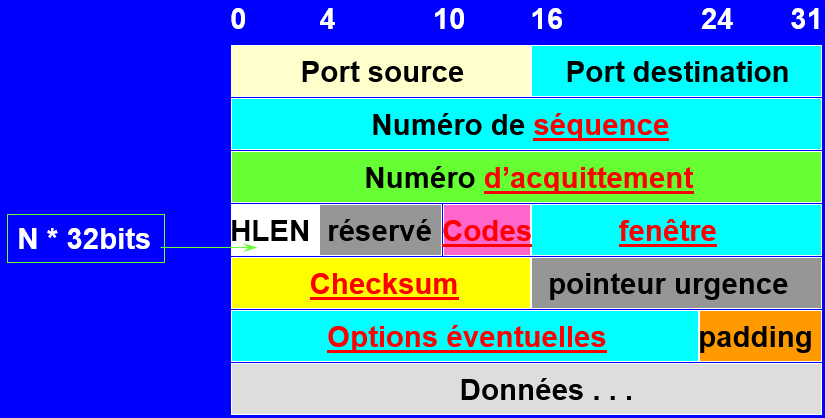 0 4 10 16 24 31
Port source Port destination
Numéro de séquence
Numéro d'acquittement
N * 32bits HLEN réservé Codes fenêtre
Checksum pointeur urgence
Options éventuelles padding
Données . . .